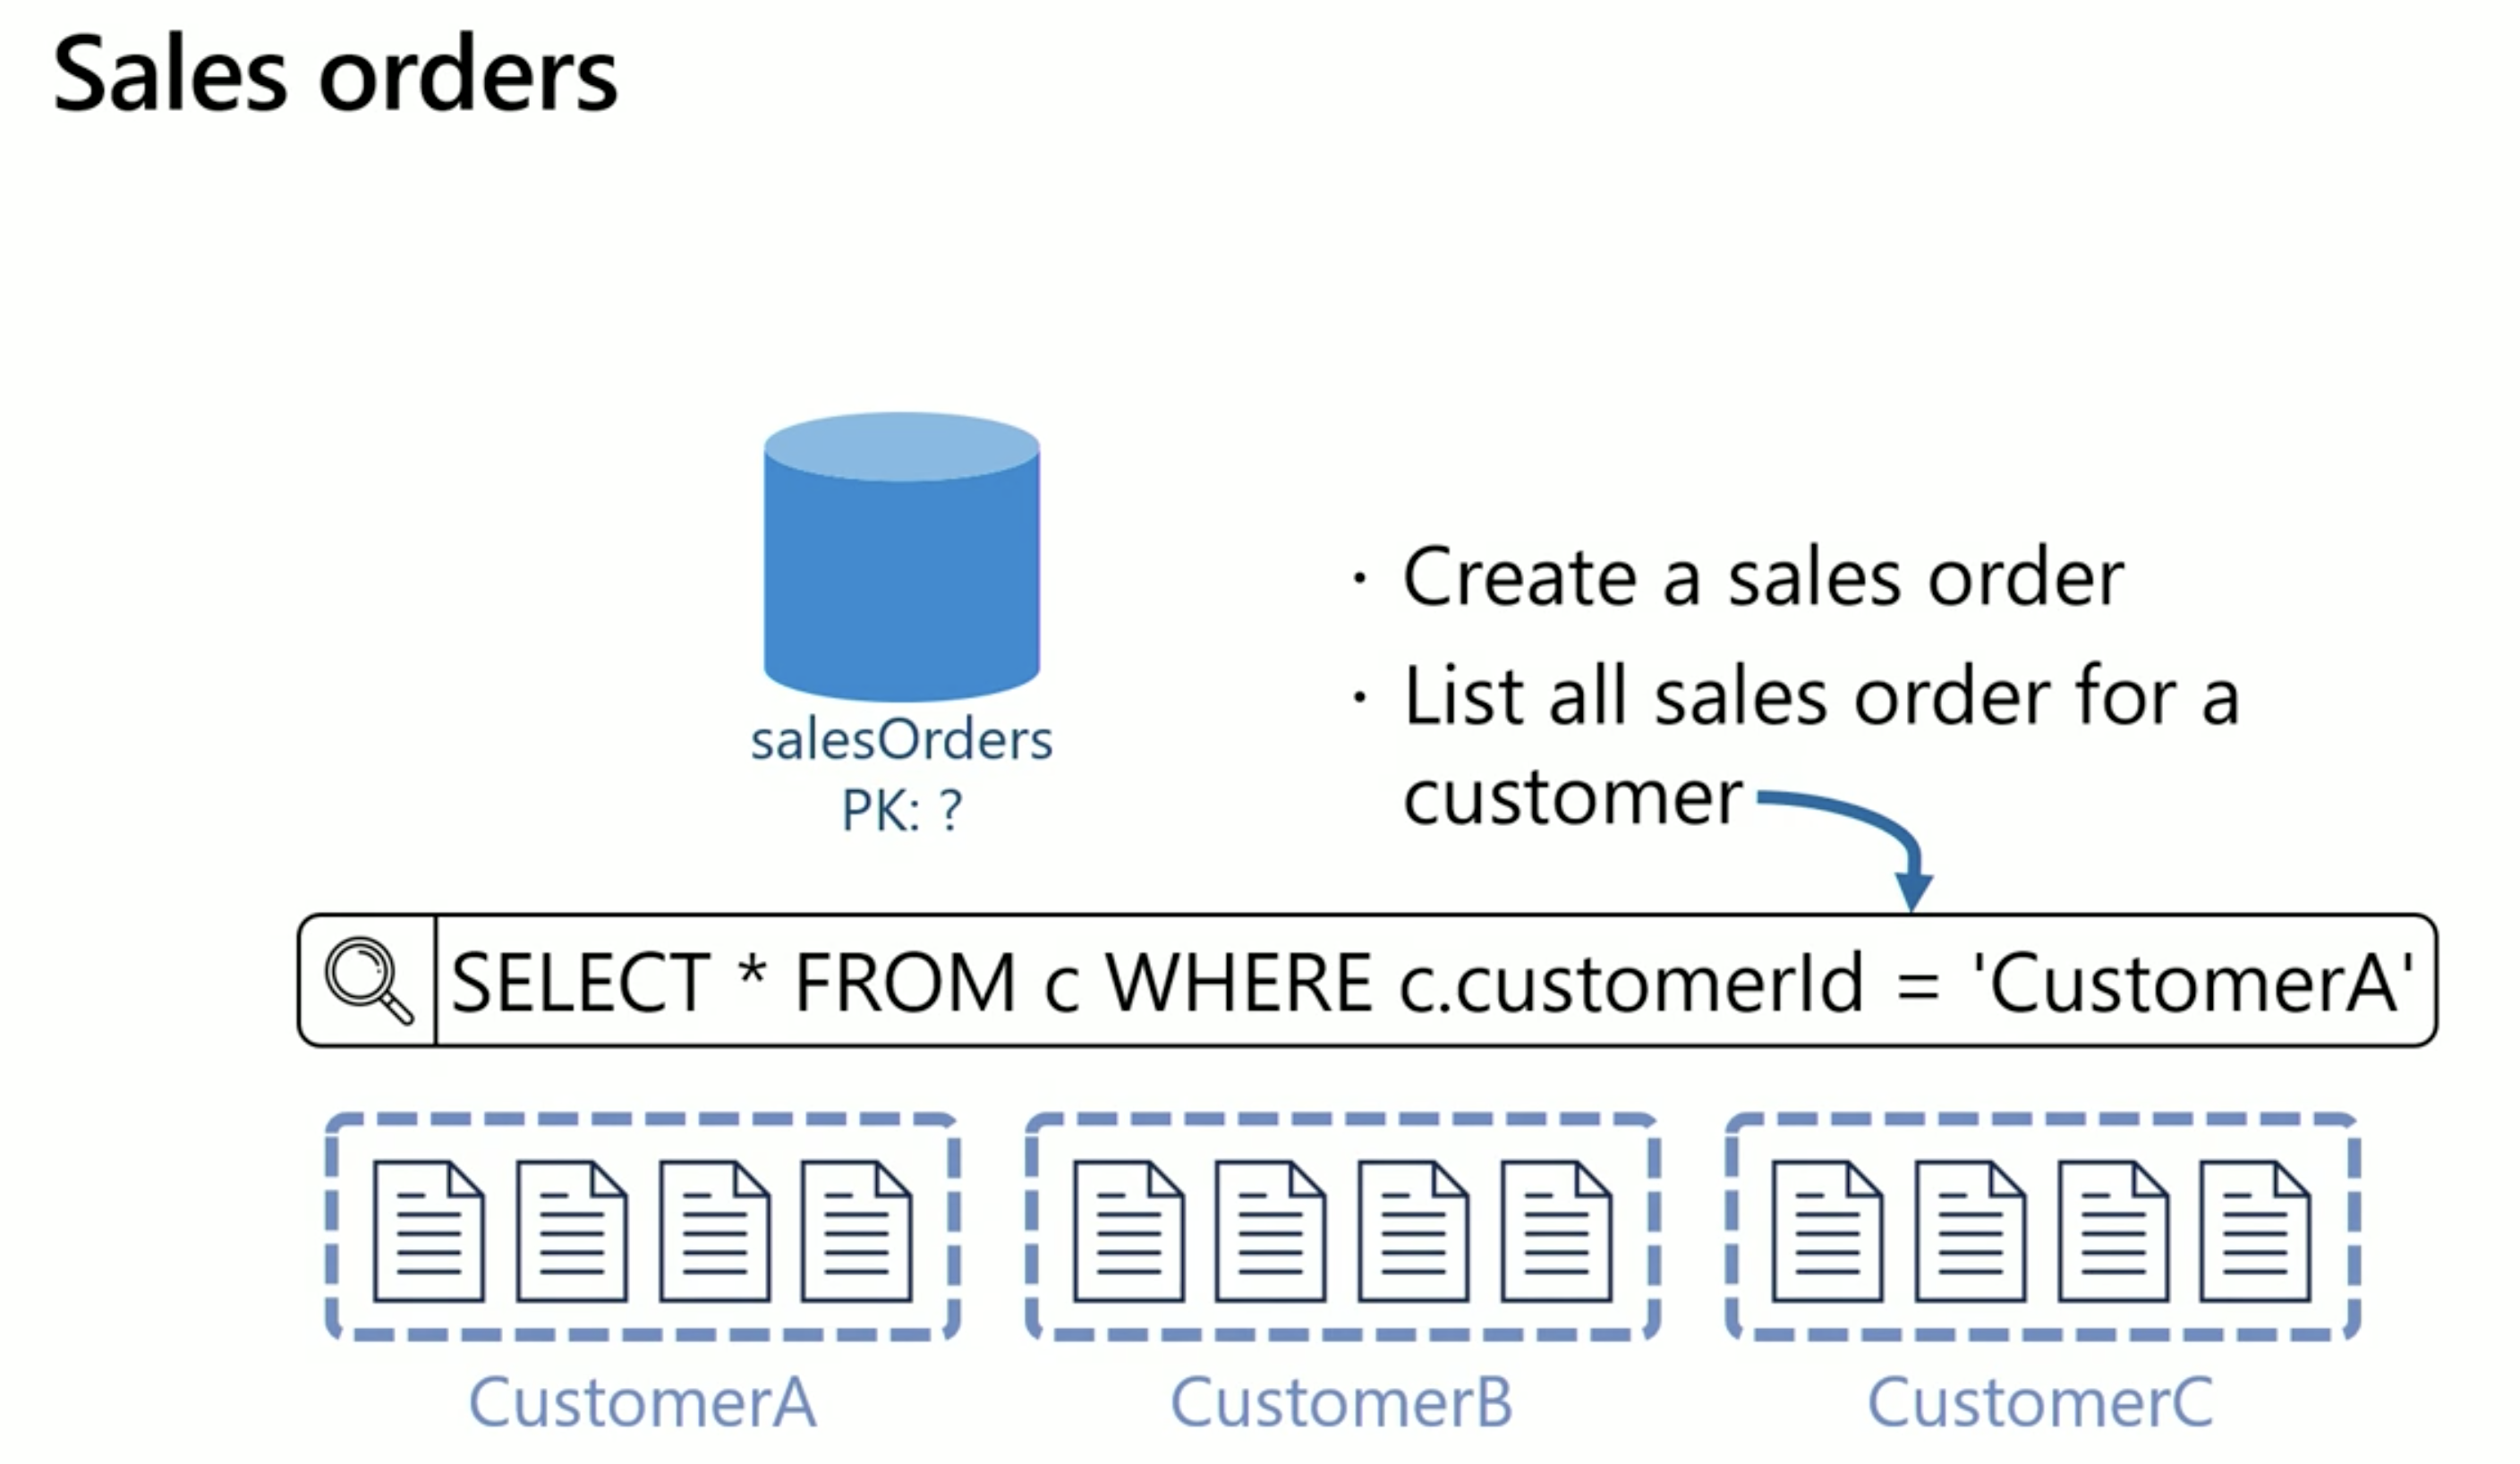 Sales orders
salesOrders
PK: ?
· Create a sales order
· List all sales order for a
customer
SELECT * FROM c WHERE c.customerId = 'CustomerA'
CustomerA
CustomerB
CustomerC